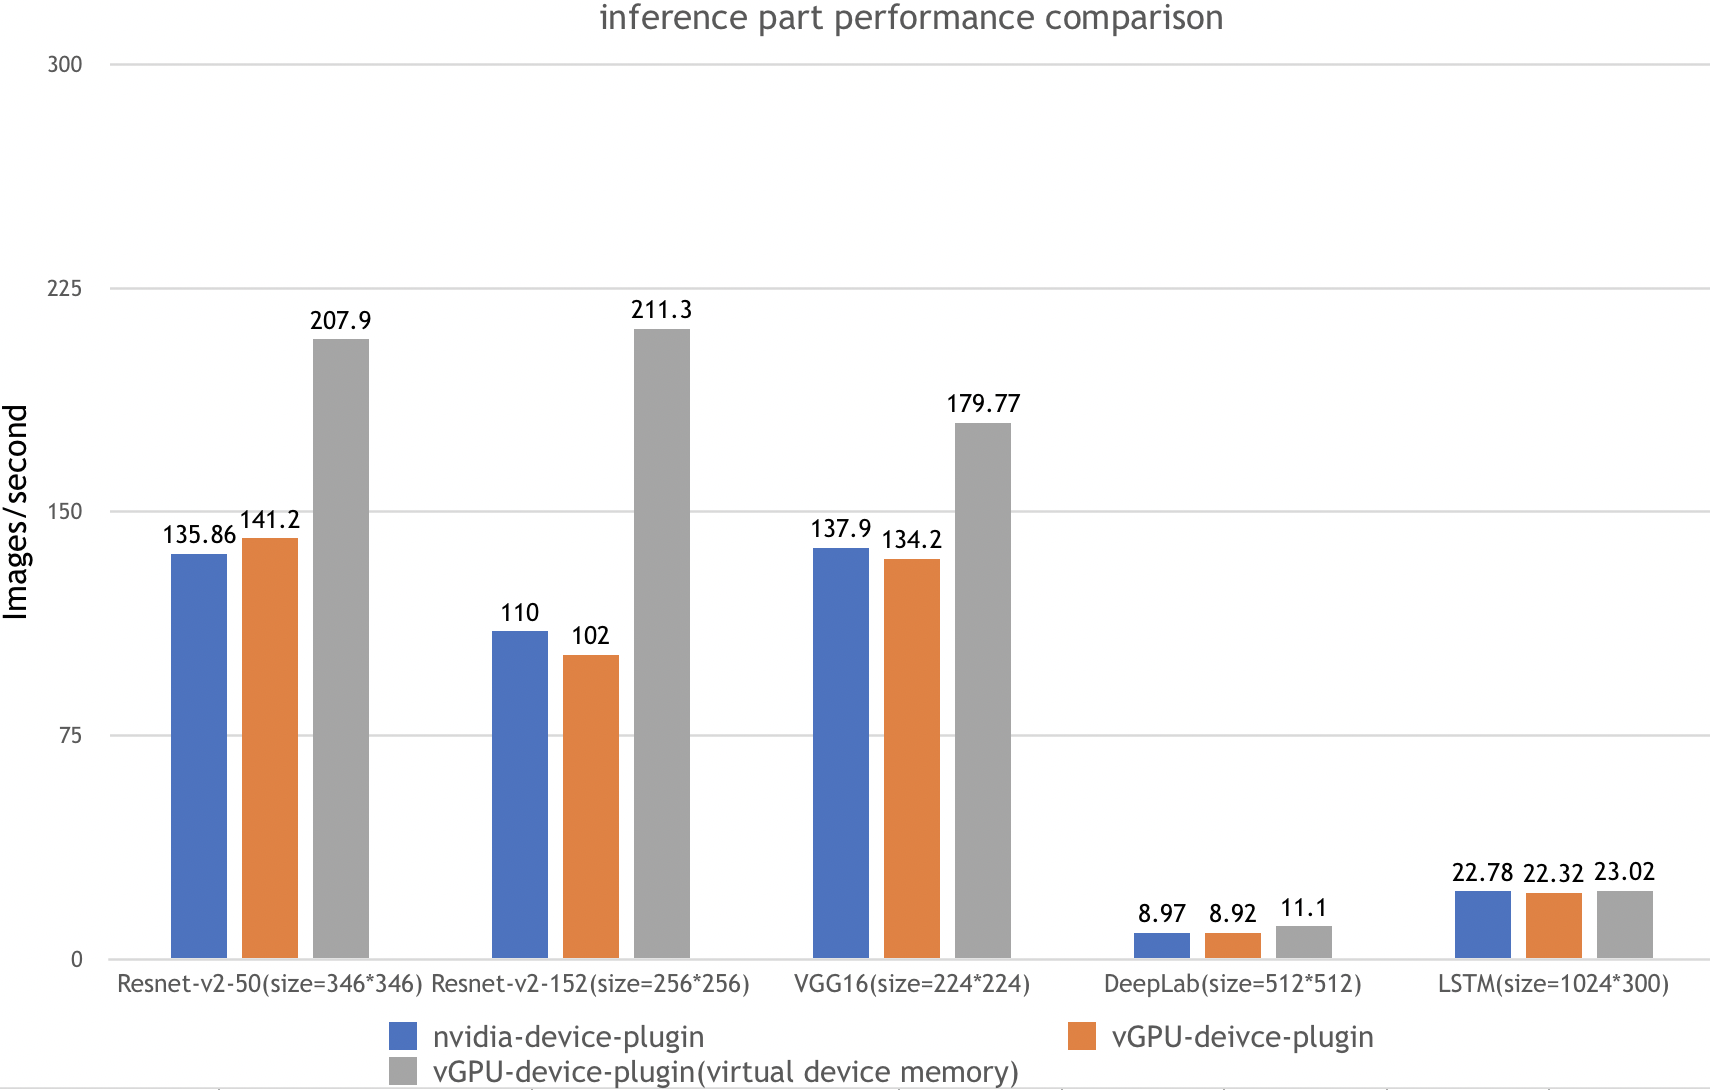 inference part performance comparison
300
225
150
75
0
Images/second
135.86 141.2 207.9
110 102 211.3
137.9 134.2 179.77
8.97 8.92 11.1
22.78 22.32 23.02
Resnet-v2-50(size=346*346) Resnet-v2-152(size=256*256) VGG16(size=224*224) DeepLab(size=512*512) LSTM(size=1024*300)
nvidia-device-plugin vGPU-deivce-plugin
vGPU-device-plugin(virtual device memory)